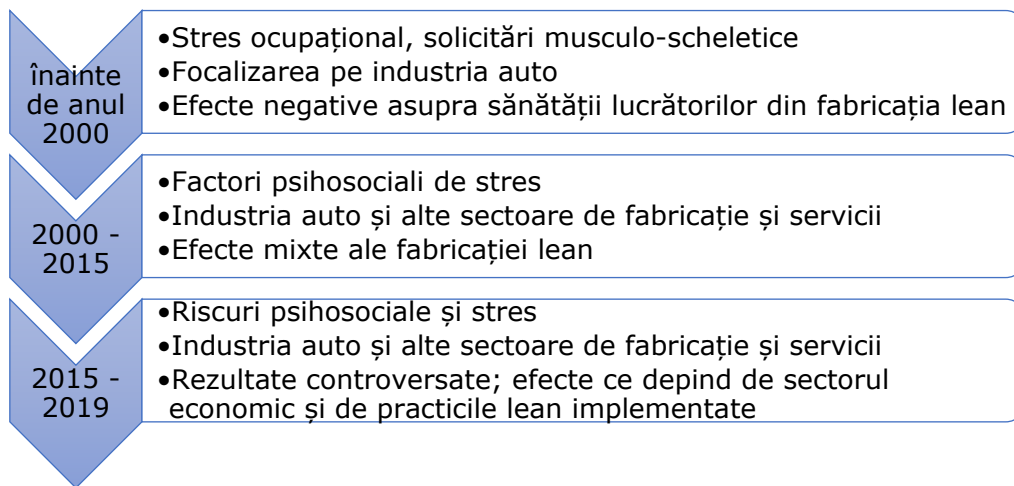 înainte
de anul
2000
•Stres ocupațional, solicitări musculo-scheletice
•Focalizarea pe industria auto
•Efecte negative asupra sănătății lucrătorilor din fabricația lean
2000 -
2015
•Factori psihosociali de stres
•Industria auto și alte sectoare de fabricație și servicii
•Efecte mixte ale fabricației lean
2015 -
2019
•Riscuri psihosociale și stres
•Industria auto și alte sectoare de fabricație și servicii
•Rezultate controversate; efecte ce depind de sectorul
economic și de practicile lean implementate